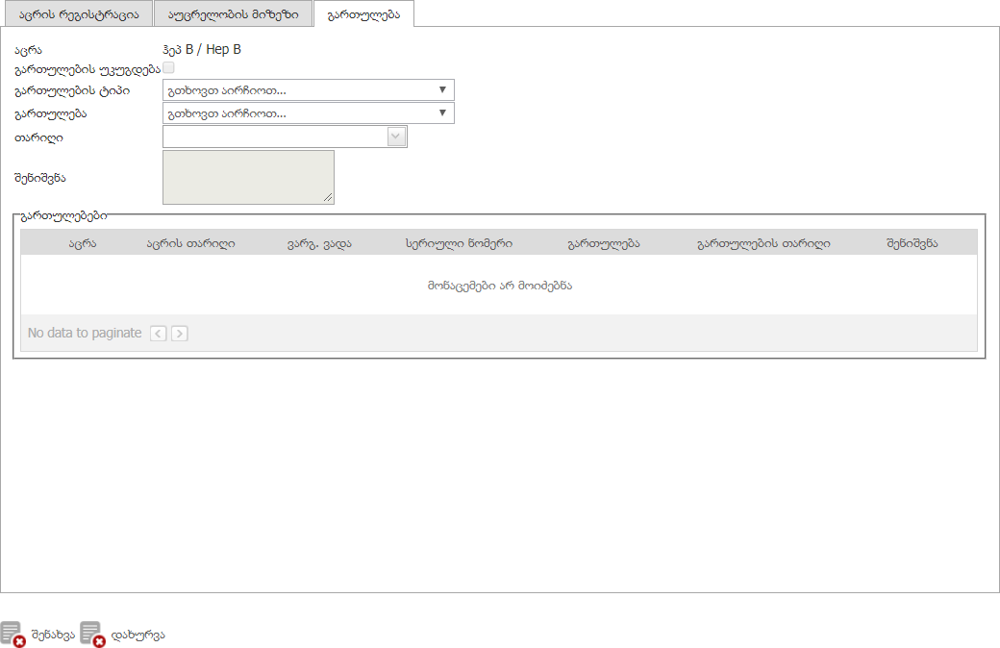 აცრის რეგისტრაცია აუცრელობის მიზეზი გართულება
აცრა ჰეპ B / Hep B
გართულების უკუგდება
გართულების ტიპი გთხოვთ აირჩიოთ...
გართულება გთხოვთ აირჩიოთ...
თარიღი
შენიშვნა
გართულებები
აცრა აცრის თარიღი ვარგ. ვადა სერიული ნომერი გართულება გართულების თარიღი შენიშვნა
მონაცემები არ მოიძებნა
No data to paginate
შენახვა დახურვა